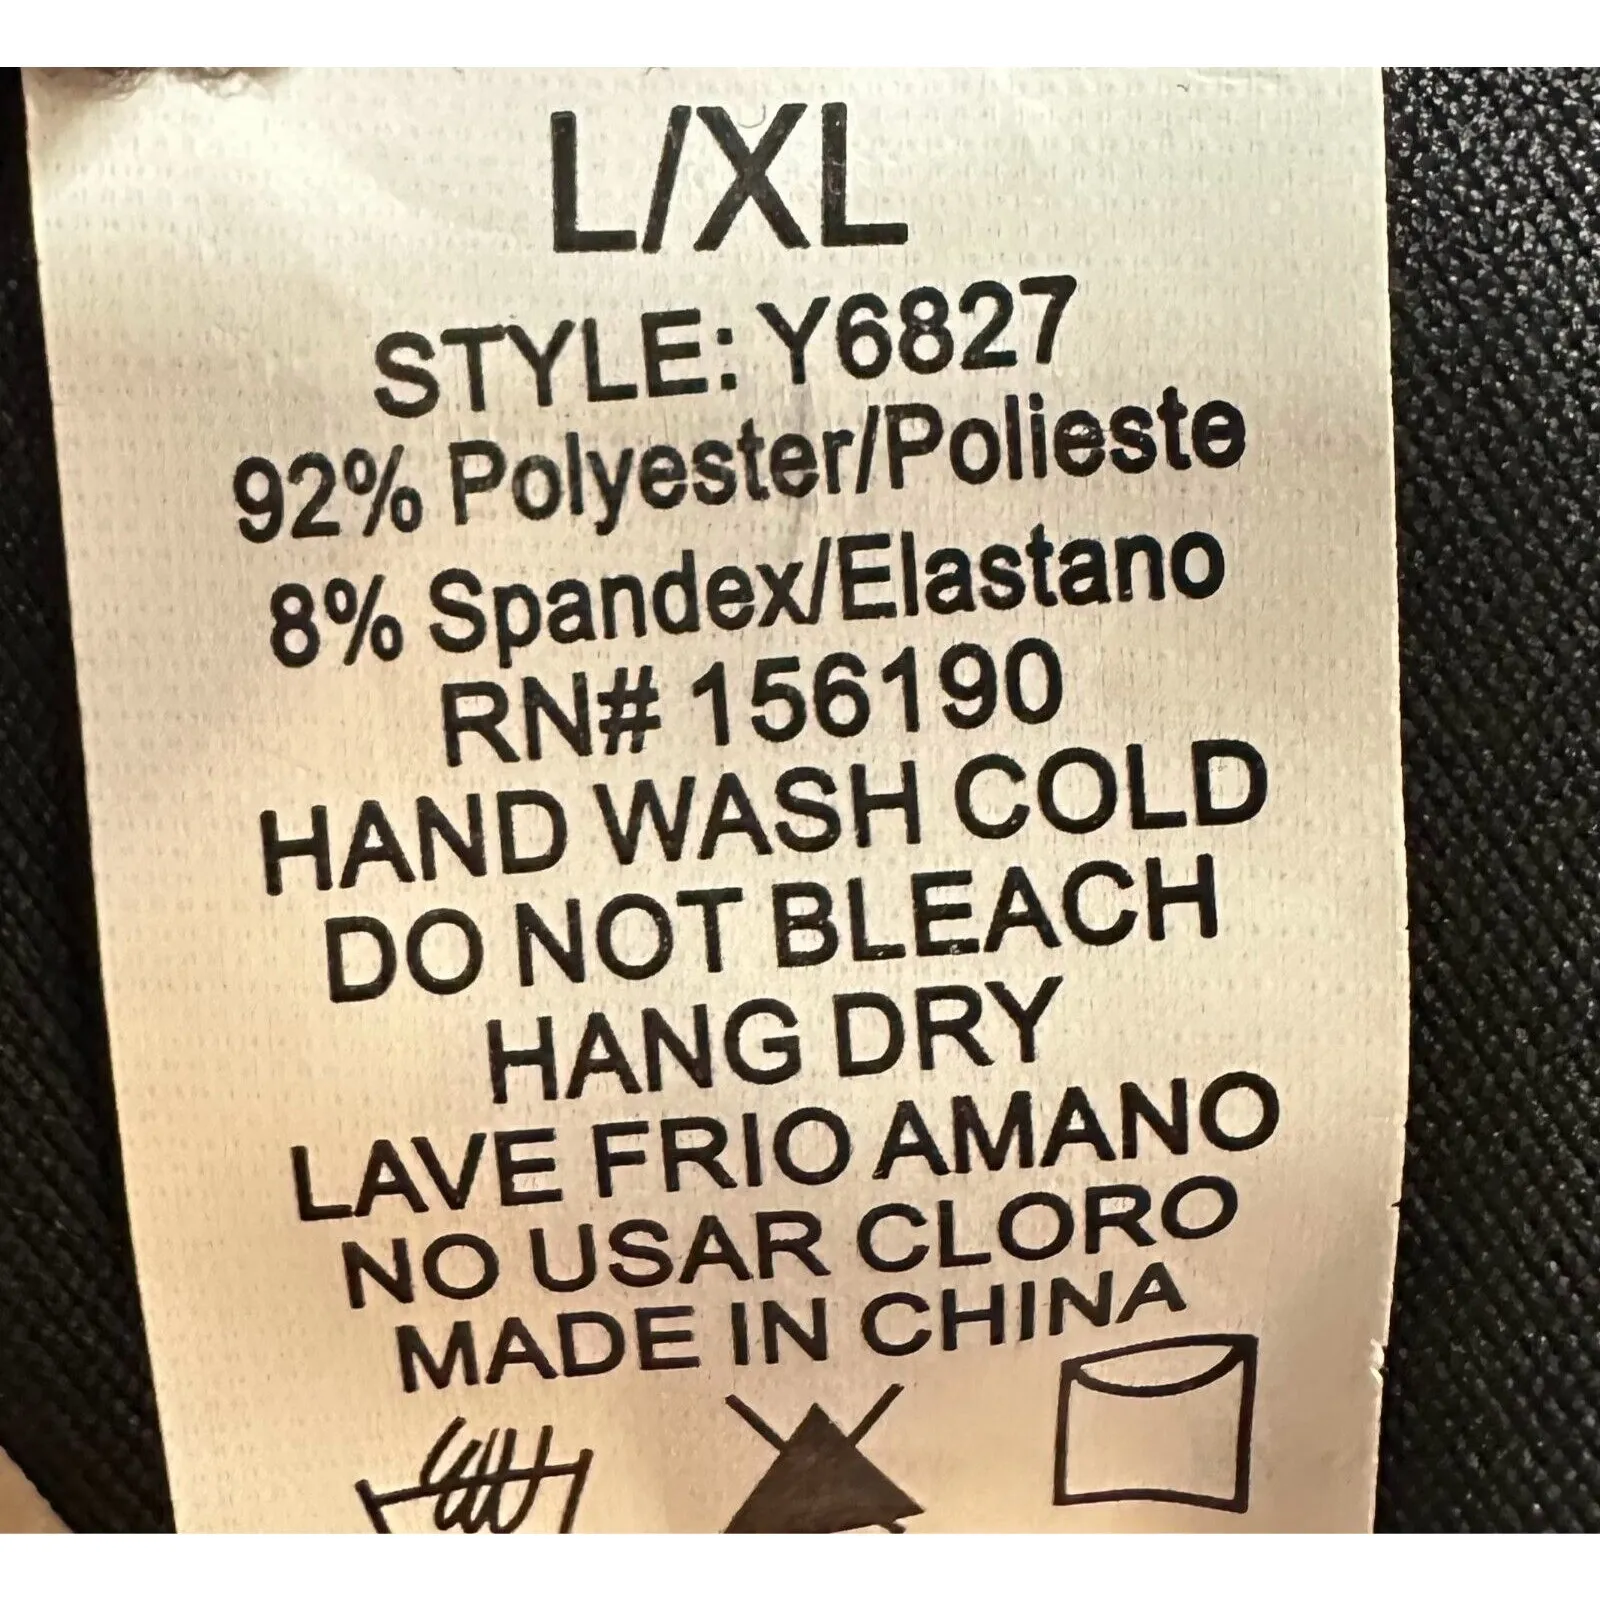 L/XL
STYLE: Y6827
92% Polyester/Polieste
8% Spandex/Elastano
RN# 156190
HAND WASH COLD
DO NOT BLEACH
HANG DRY
LAVE FRIO AMANO
NO USAR CLORO
MADE IN CHINA